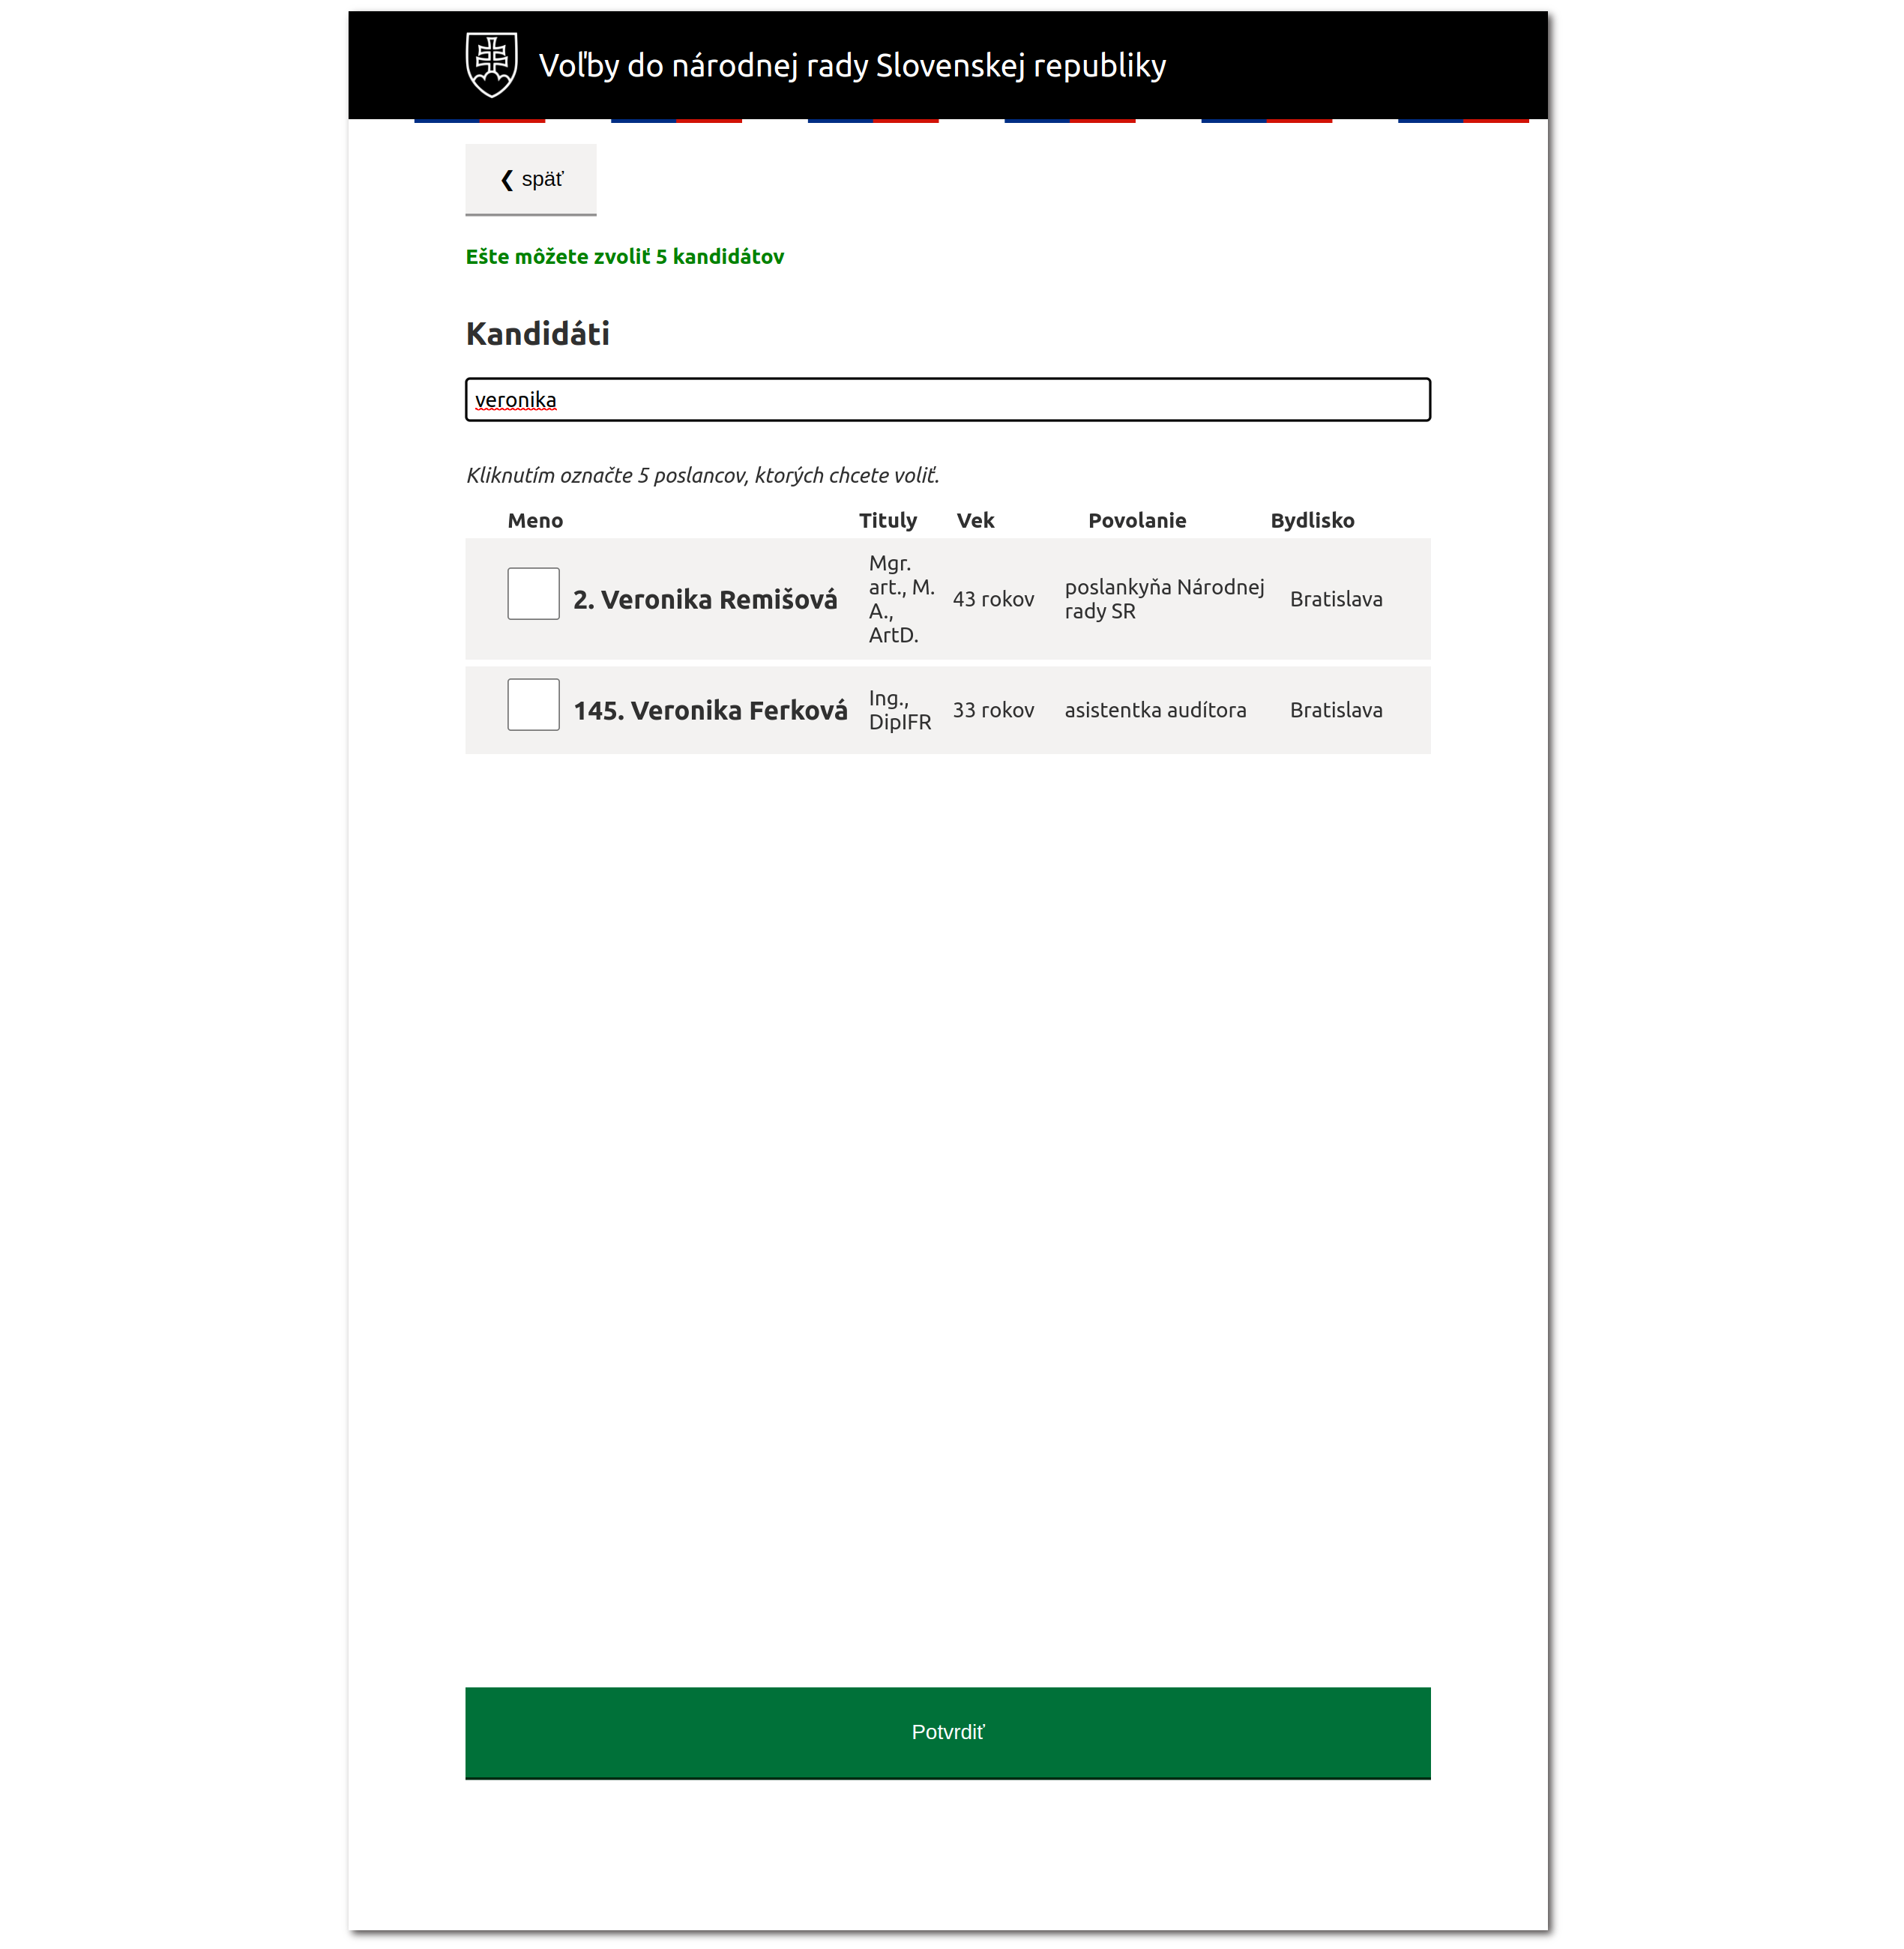 Voľby do národnej rady Slovenskej republiky
❮ späť
Ešte môžete zvoliť 5 kandidátov
Kandidáti
veronika
Kliknutím označte 5 poslancov, ktorých chcete voliť.
Meno Tituly Vek Povolanie Bydlisko
2. Veronika Remišová
Mgr.
art., M.
A.,
ArtD.
43 rokov
poslankyňa Národnej
rady SR
Bratislava
145. Veronika Ferková
Ing.,
DipIFR
33 rokov
asistentka audítora
Bratislava
Potvrdiť